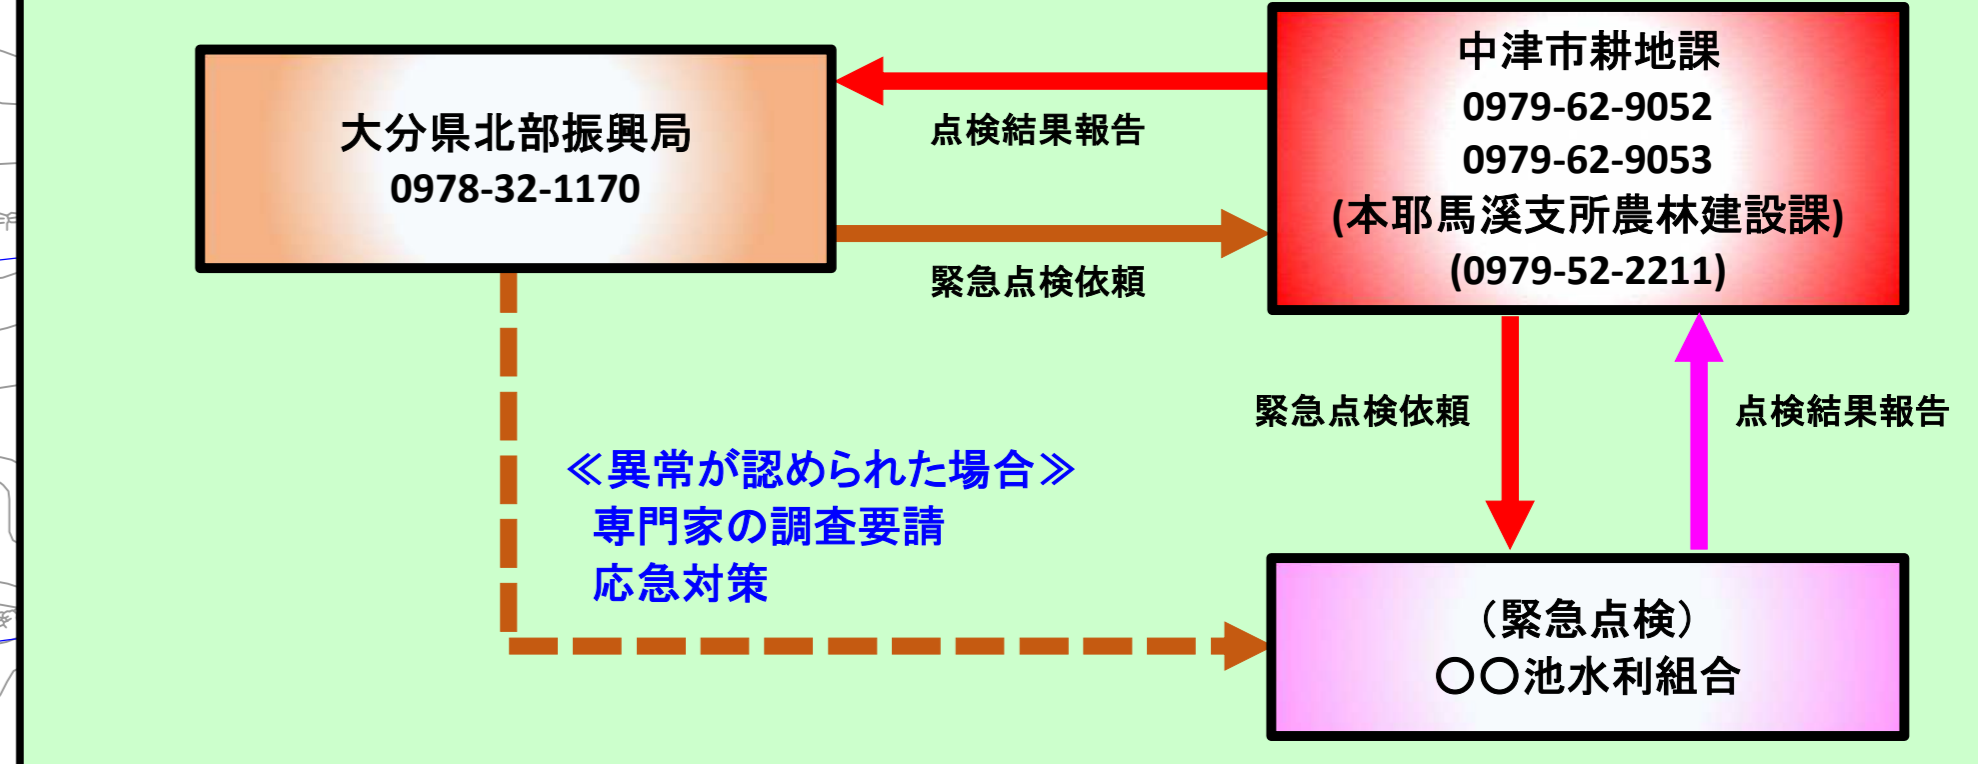 大分県北部振興局
0978-32-1170
点検結果報告
緊急点検依頼
中津市耕地課
0979-62-9052
0979-62-9053
(本耶馬溪支所農林建設課)
(0979-52-2211)
緊急点検依頼
点検結果報告
≪異常が認められた場合≫
専門家の調査要請
応急対策
（緊急点検）
〇〇池水利組合